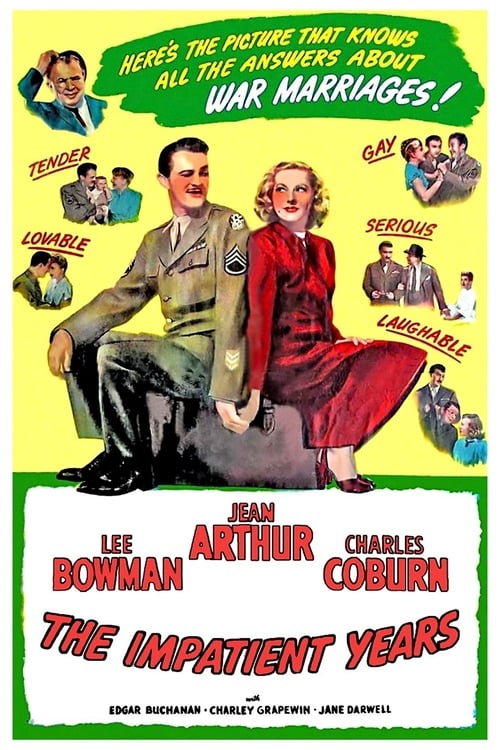 HERE'S THE PICTURE THAT KNOWS
ALL THE ANSWERS ABOUT
WAR MARRIAGES!
TENDER
LOVABLE
GAY
SERIOUS
LAUGHABLE
LEE
BOWMAN
JEAN
ARTHUR
CHARLES
COBURN
THE IMPATIENT YEARS
with
EDGAR BUCHANAN • CHARLEY GRAPEWIN • JANE DARWELL